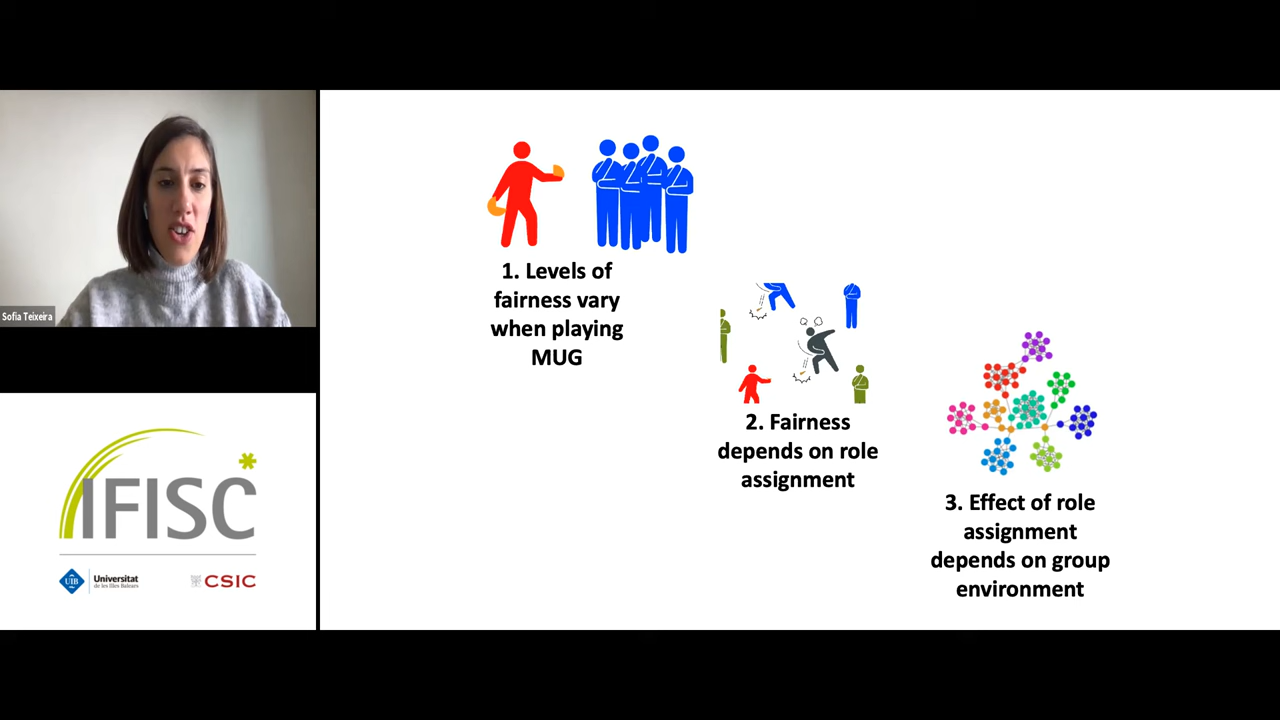 Sofia Teixeira
IFISC
UIB
Universitat
de les Illes Balears
CSIC
1. Levels of
fairness vary
when playing
MUG
2. Fairness
depends on role
assignment
3. Effect of role
assignment
depends on group
environment